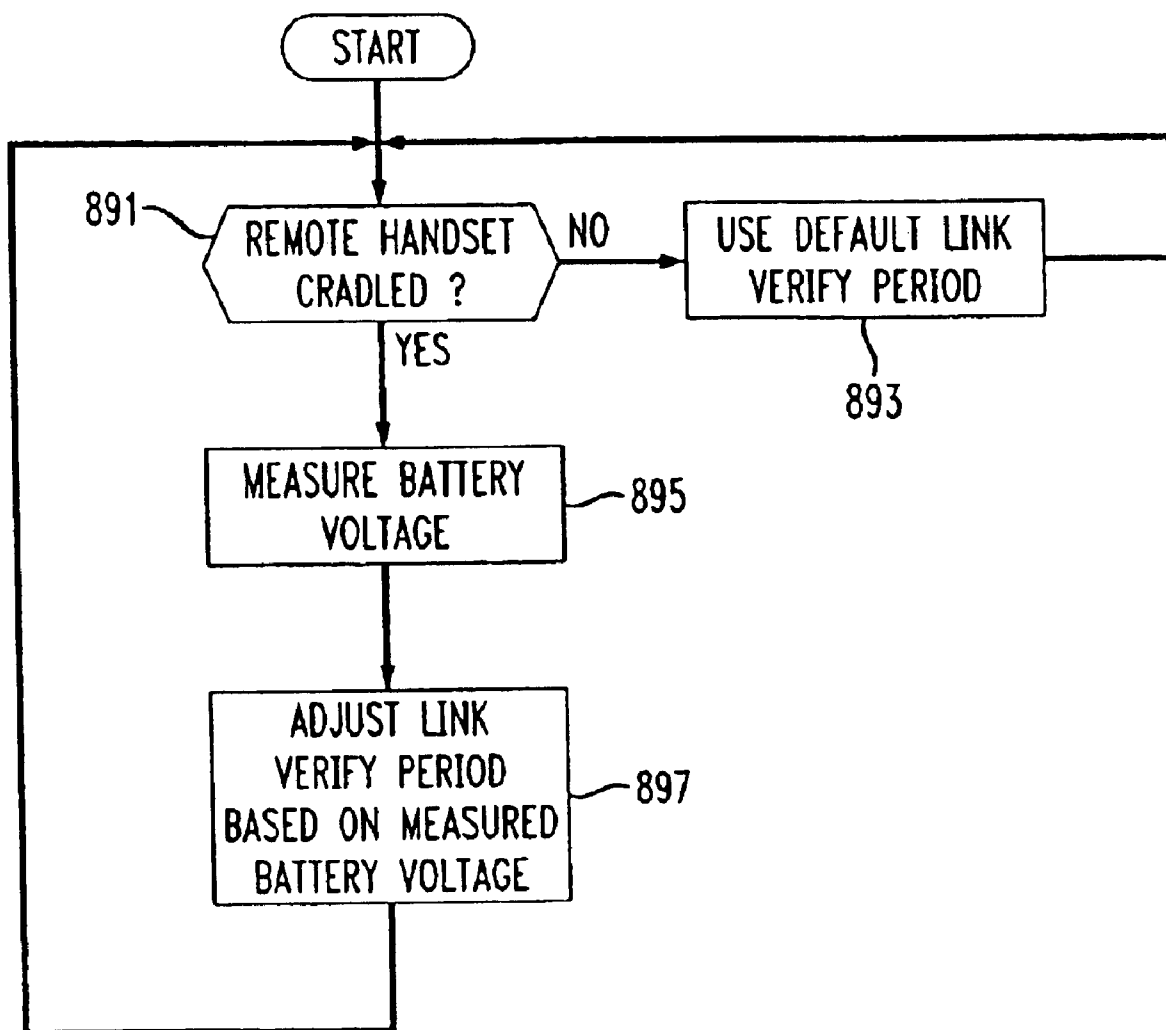 START
891
REMOTE HANDSET
CRADLED ?
NO
USE DEFAULT LINK
VERIFY PERIOD
893
YES
MEASURE BATTERY
VOLTAGE
895
ADJUST LINK
VERIFY PERIOD
BASED ON MEASURED
BATTERY VOLTAGE
897